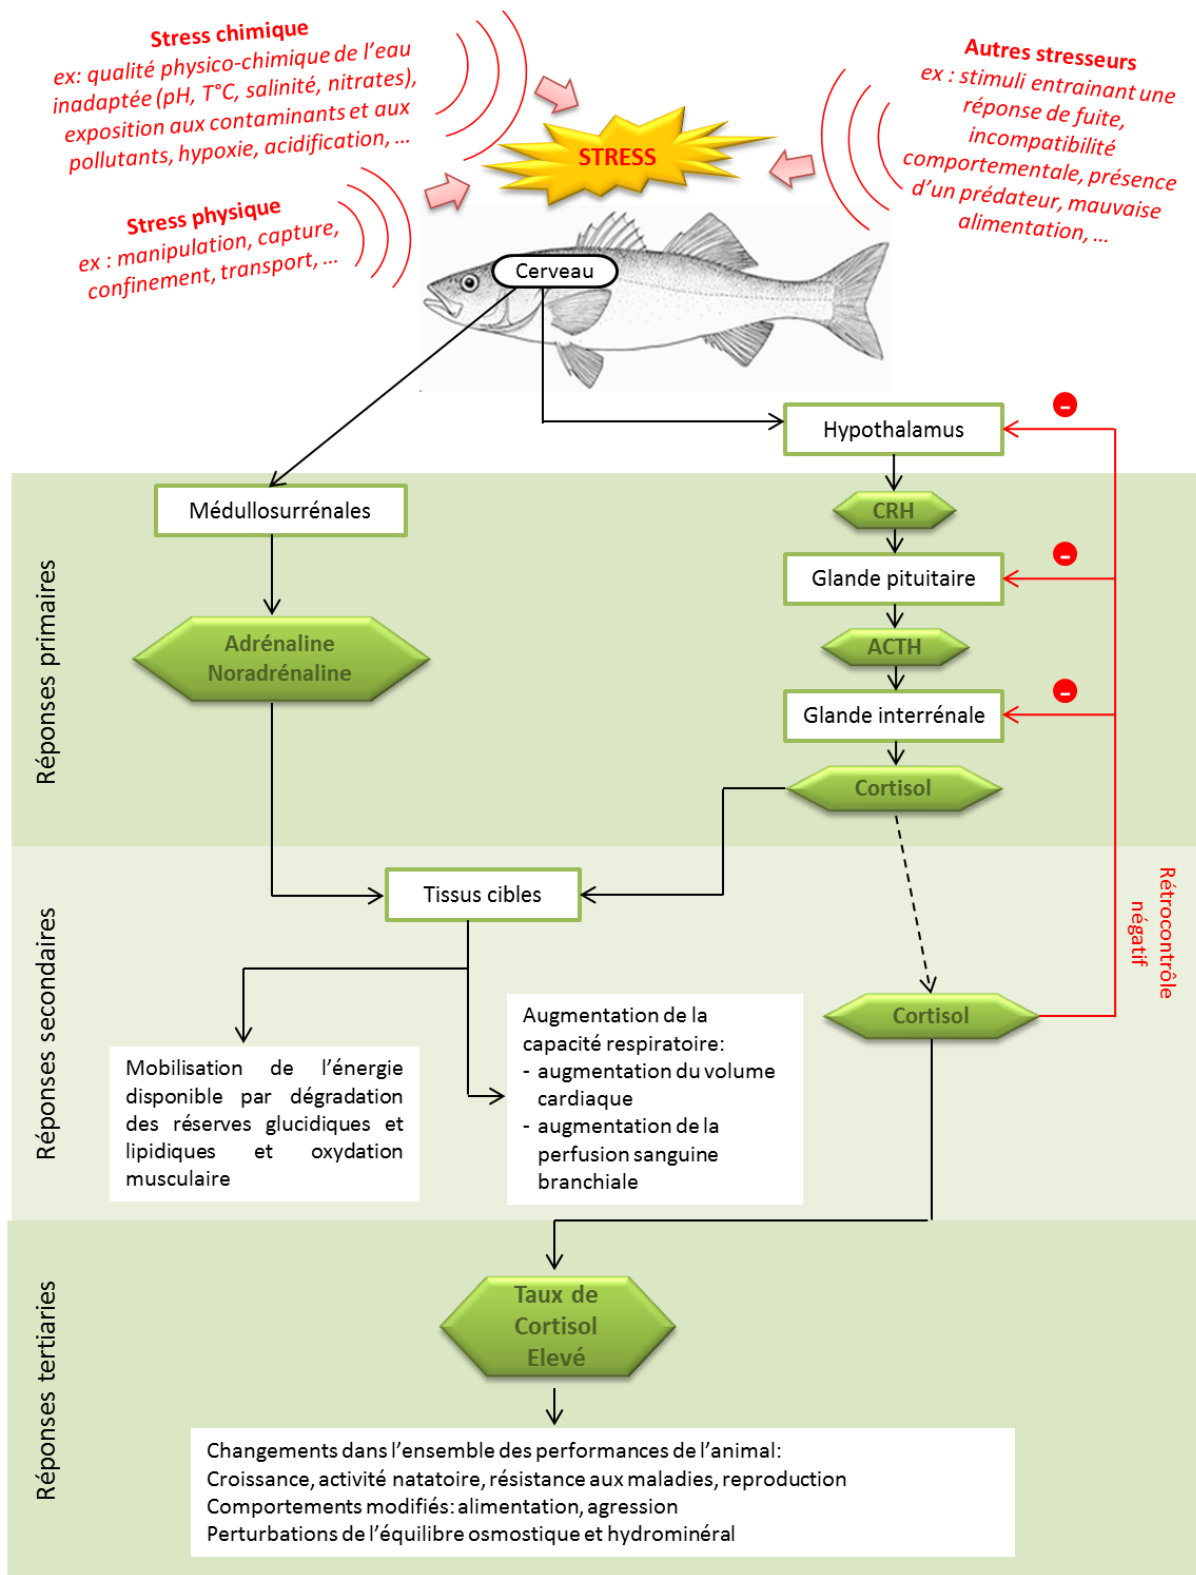 Stress chimique
ex: qualité physico-chimique de l'eau
inadaptée (pH, T°C, salinité, nitrates),
exposition aux contaminants et aux
pollutants, hypoxie, acidification, ...
Autres stresseurs
ex : stimuli entrainant une
réponse de fuite,
incompatibilité
comportementale, présence
d'un prédateur, mauvaise
alimentation, ...
STRESS
Stress physique
ex : manipulation, capture,
confinement, transport, ...
Cerveau
Hypothalamus
-
Réponses primaires
Médullosurrénales
CRH
Glande pituitaire
-
Adrénaline
Noradrénaline
ACTH
Glande interrénale
-
Cortisol
Réponses secondaires
Tissus cibles
Rétrocontrôle
négatif
Cortisol
Mobilisation de l'énergie
disponible par dégradation
des réserves glucidiques et
lipidiques et oxydation
musculaire
Augmentation de la
capacité respiratoire:
- augmentation du volume
cardiaque
- augmentation de la
perfusion sanguine
branchiale
Réponses tertiaries
Taux de
Cortisol
Elevé
Changements dans l'ensemble des performances de l'animal:
Croissance, activité natatoire, résistance aux maladies, reproduction
Comportements modifiés: alimentation, agression
Perturbations de l'équilibre osmostique et hydrominéral